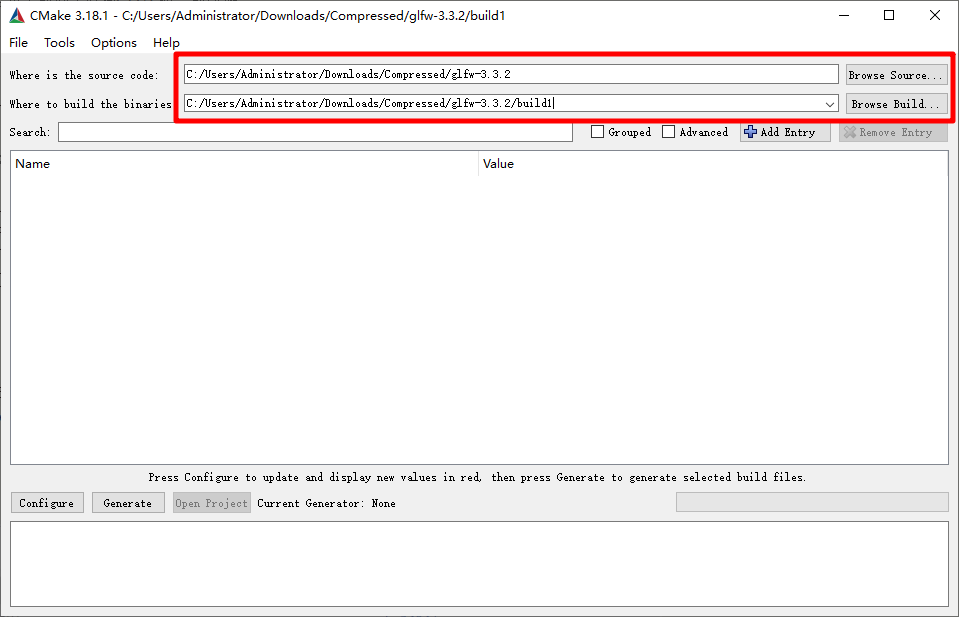 CMake 3.18.1 - C:/Users/Administrator/Downloads/Compressed/glfw-3.3.2/build1
File Tools Options Help
Where is the source code: C:/Users/Administrator/Downloads/Compressed/glfw-3.3.2 Browse Source...
Where to build the binaries C:/Users/Administrator/Downloads/Compressed/glfw-3.3.2/build1 Browse Build...
Search: Grouped Advanced Add Entry Remove Entry
Name Value
Press Configure to update and display new values in red, then press Generate to generate selected build files.
Configure Generate Open Project Current Generator: None